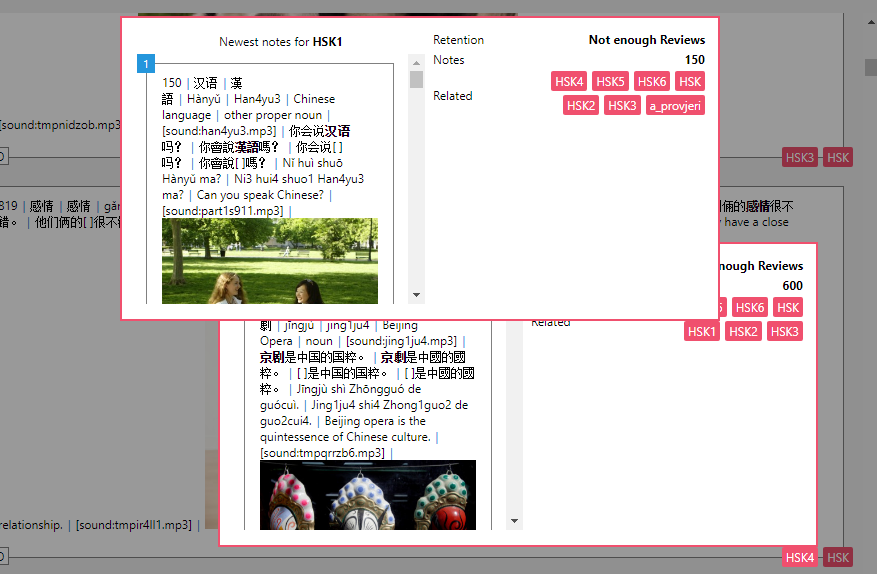 Newest notes for HSK1
1
150 | 汉语 | 漢
語 | Hànyǔ | Han4yu3 | Chinese
language | other proper noun |
[sound:han4yu3.mp3] | 你会说汉语
吗？ | 你會說漢語嗎？ | 你会说[ ]
吗？ | 你會說[ ]嗎？ | Nǐ huì shuō
Hànyǔ ma? | Ni3 hui4 shuo1 Han4yu3
ma? | Can you speak Chinese? |
[sound:part1s911.mp3] |
Retention
Not enough Reviews
Notes
150
HSK4 HSK5 HSK6 HSK
Related
HSK2 HSK3 a_provjeri
[sound:tmpnidzob.mp3
HSK3 HSK
819 | 感情 | 感情 |
错。 | 他们俩的[ ]很不
俩的感情很不
have a close
nough Reviews
600
HSK6 HSK
Related
HSK1 HSK2 HSK3
劇 | jīngjù | jing1ju4 | Beijing
Opera | noun | [sound:jing1ju4.mp3] |
京剧是中国的国粹。 | 京劇是中國的國
粹。 | [ ]是中国的国粹。 | [ ]是中國的國
粹。 | Jīngjù shì Zhōngguó de
guócuì. | Jing1ju4 shi4 Zhong1guo2 de
guo2cui4. | Beijing opera is the
quintessence of Chinese culture. |
[sound:tmpqrrzb6.mp3] |
relationship. | [sound:tmpir4ll1.mp3] |
HSK4 HSK